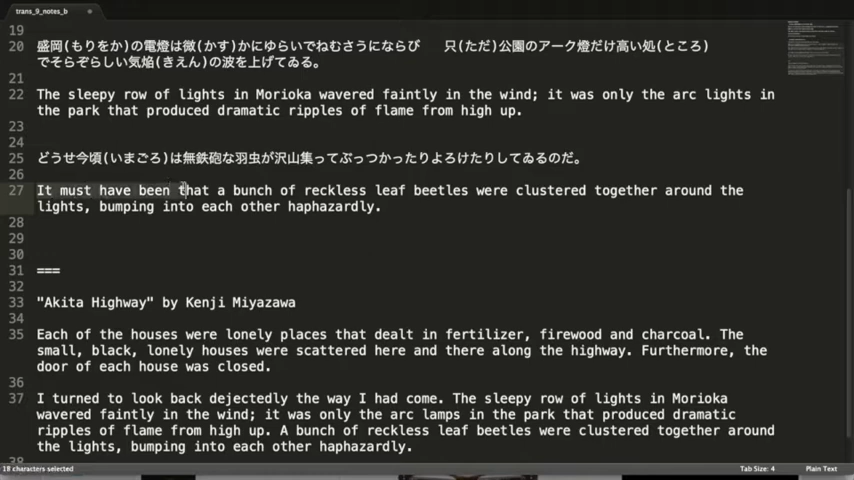 trans_9_notes_b
19
20 盛岡(もりをか)の電燈は微(かす)かにゆらいでねむさうにならび　只(ただ)公園のアーク燈だけ高い処(ところ)
でそらぞらしい気焔(きえん)の波を上げてゐる。
21
22 The sleepy row of lights in Morioka wavered faintly in the wind; it was only the arc lights in
the park that produced dramatic ripples of flame from high up.
23
24
25 どうせ今頃(いまごろ)は無鉄砲な羽虫が沢山集ってぶっつかったりよろけたりしてゐるのだ。
26
27 It must have been that a bunch of reckless leaf beetles were clustered together around the
lights, bumping into each other haphazardly.
28
29
30
31 ===
32
33 "Akita Highway" by Kenji Miyazawa
34
35 Each of the houses were lonely places that dealt in fertilizer, firewood and charcoal. The
small, black, lonely houses were scattered here and there along the highway. Furthermore, the
door of each house was closed.
36
37 I turned to look back dejectedly the way I had come. The sleepy row of lights in Morioka
wavered faintly in the wind; it was only the arc lamps in the park that produced dramatic
ripples of flame from high up. A bunch of reckless leaf beetles were clustered together around
the lights, bumping into each other haphazardly.
38
18 characters selected
Tab Size: 4
Plain Text